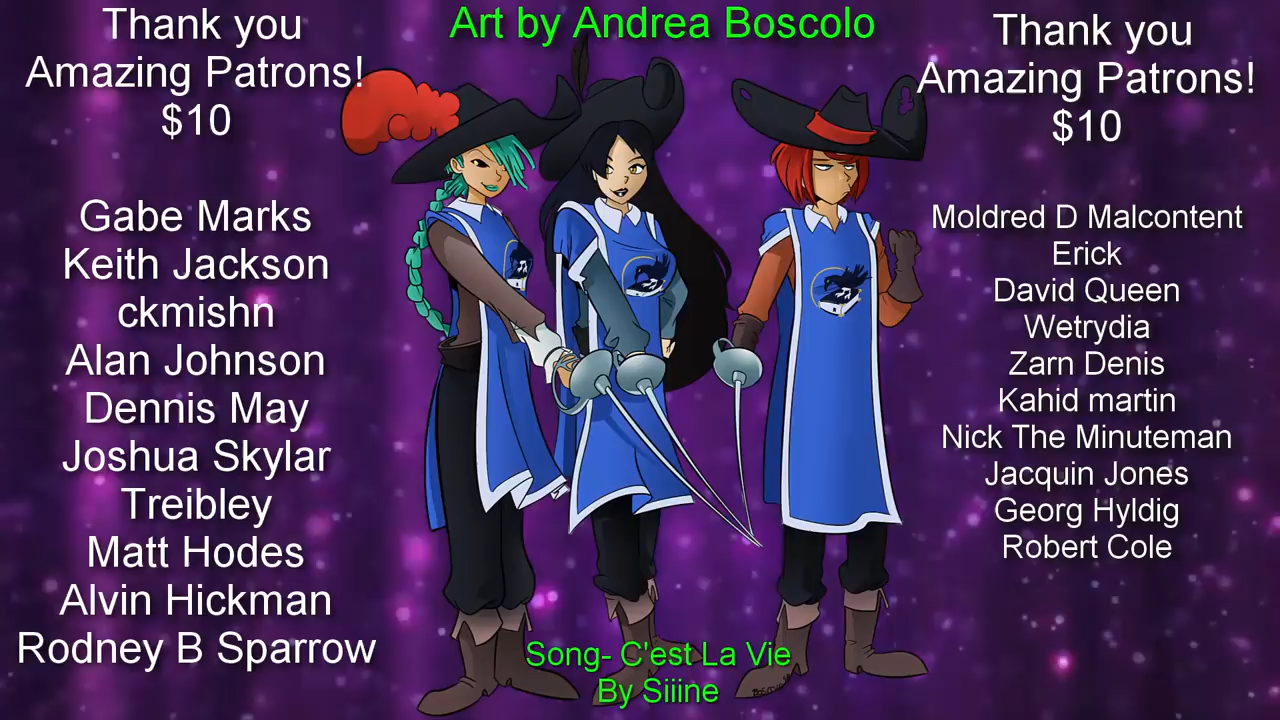 Thank you
Amazing Patrons!
$10
Gabe Marks
Keith Jackson
ckmishn
Alan Johnson
Dennis May
Joshua Skylar
Treibley
Matt Hodes
Alvin Hickman
Rodney B Sparrow
Art by Andrea Boscolo
Song- C'est La Vie
By Siiine
Thank you
Amazing Patrons!
$10
Moldred D Malcontent
Erick
David Queen
Wetrydia
Zarn Denis
Kahid martin
Nick The Minuteman
Jacquin Jones
Georg Hyldig
Robert Cole